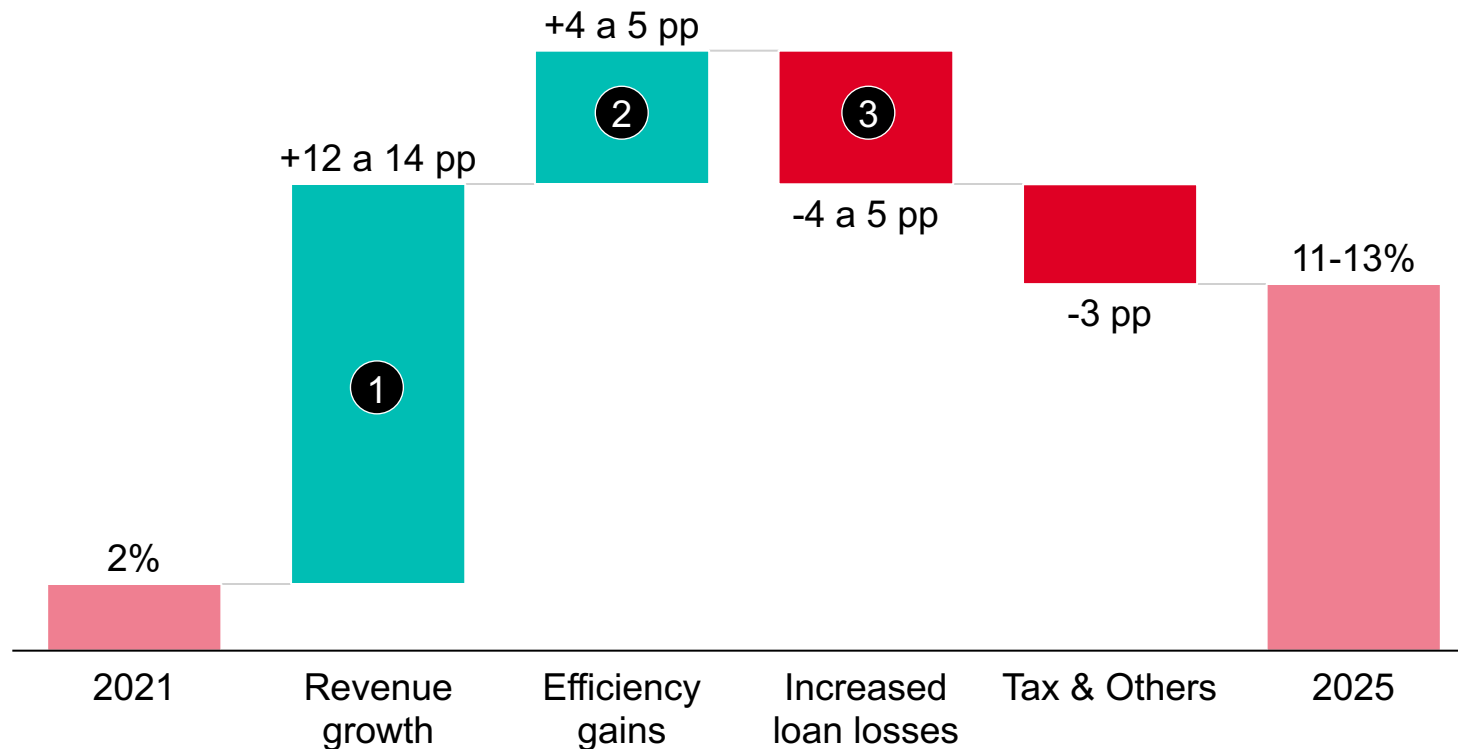 +4 a 5 pp
2
3
+12 a 14 pp
-4 a 5 pp
11-13%
-3 pp
1
2%
2021
Revenue
growth
Efficiency
gains
Increased
loan losses
Tax & Others
2025